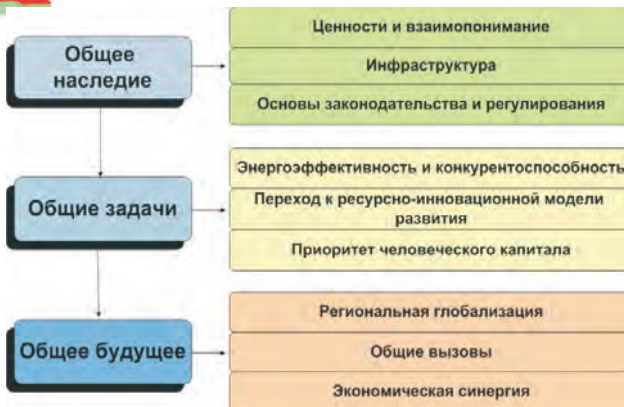 Общее
наследие
Ценности и взаимопонимание
Инфраструктура
Основы законодательства и регулирования
Общие задачи
Энергоэффективность и конкурентоспособность
Переход к ресурсно-инновационной модели
развития
Приоритет человеческого капитала
Общее будущее
Региональная глобализация
Общие вызовы
Экономическая синергия